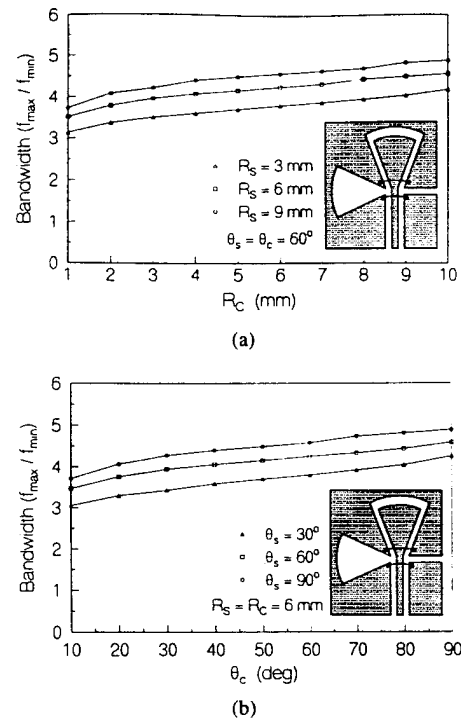 (a)
6
5
4
3
2
1
0
Bandwidth (fmax / fmin)
RS = 3 mm
RS = 6 mm
RS = 9 mm
θs = θc = 60°
1 2 3 4 5 6 7 8 9 10
RC (mm)
(a)
6
5
4
3
2
1
0
Bandwidth (fmax / fmin)
θs = 30°
θs = 60°
θs = 90°
RS = RC = 6 mm
10 20 30 40 50 60 70 80 90
θc (deg)
(b)